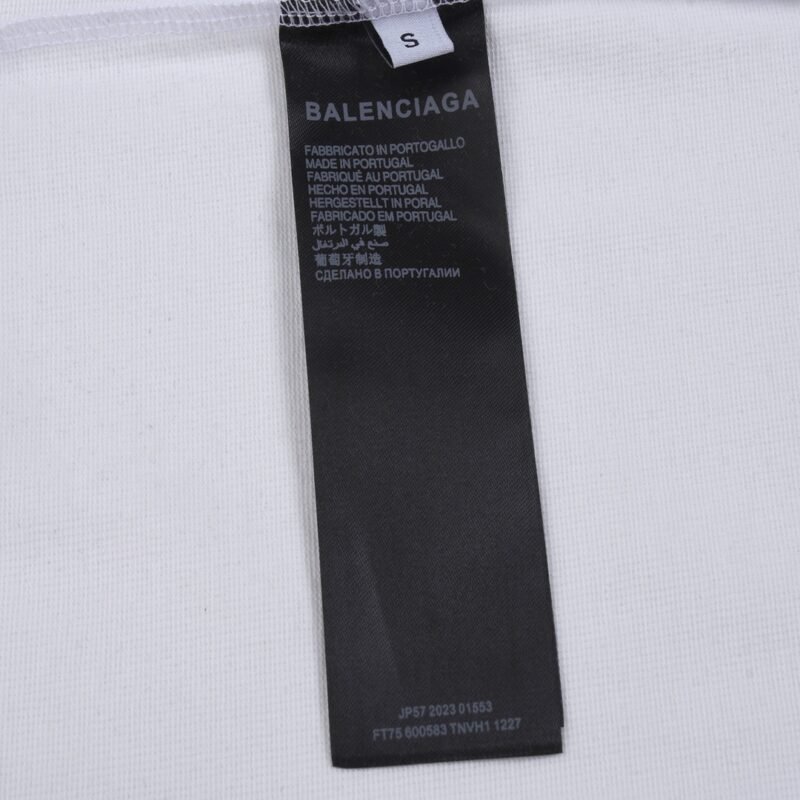 S
BALENCIAGA
FABBRICATO IN PORTOGALLO
MADE IN PORTUGAL
FABRIQUÉ AU PORTUGAL
HECHO EN PORTUGAL
HERGESTELLT IN PORAL
FABRICADO EM PORTUGAL
ポルトガル製
صنع في البرتغال
葡萄牙制造
СДЕЛАНО В ПОРТУГАЛИИ
JP57 2023 01553
FT75 600583 TNVH1 1227